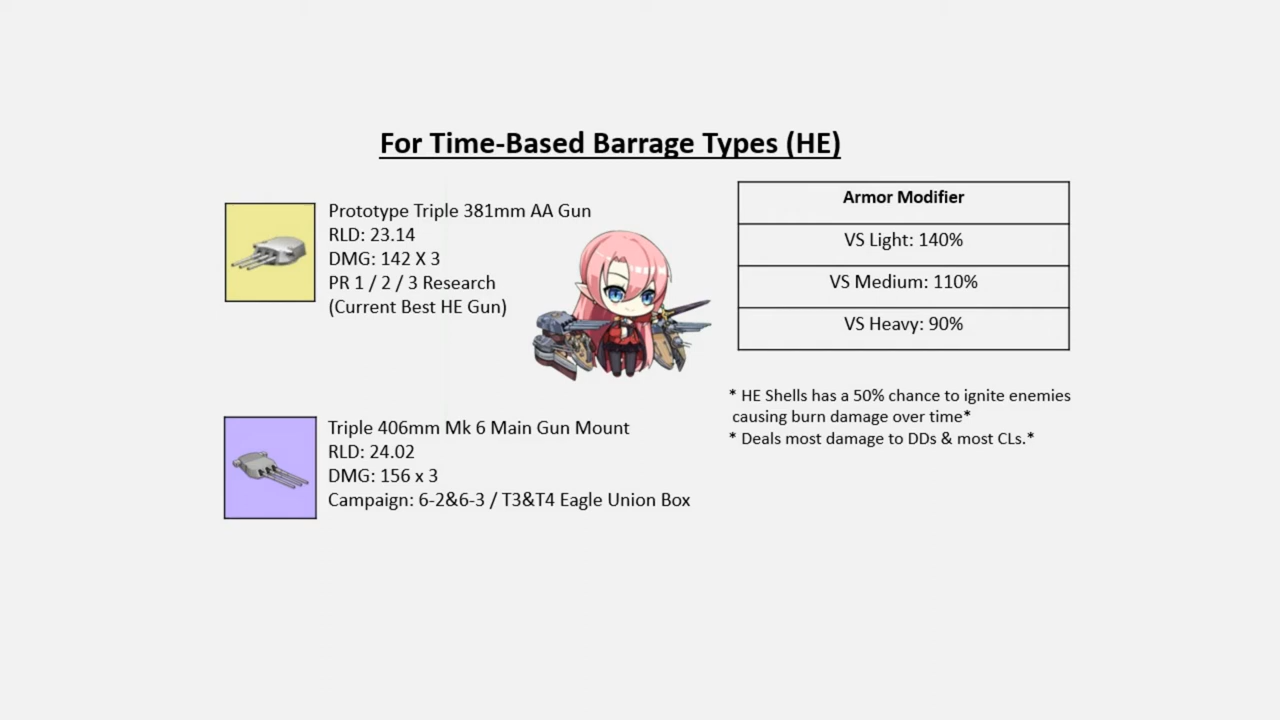 For Time-Based Barrage Types (HE)
Prototype Triple 381mm AA Gun
RLD: 23.14
DMG: 142 X 3
PR 1 / 2 / 3 Research
(Current Best HE Gun)
Triple 406mm Mk 6 Main Gun Mount
RLD: 24.02
DMG: 156 x 3
Campaign: 6-2&6-3 / T3&T4 Eagle Union Box
Armor Modifier
VS Light: 140%
VS Medium: 110%
VS Heavy: 90%
* HE Shells has a 50% chance to ignite enemies
causing burn damage over time*
* Deals most damage to DDs & most CLs.*